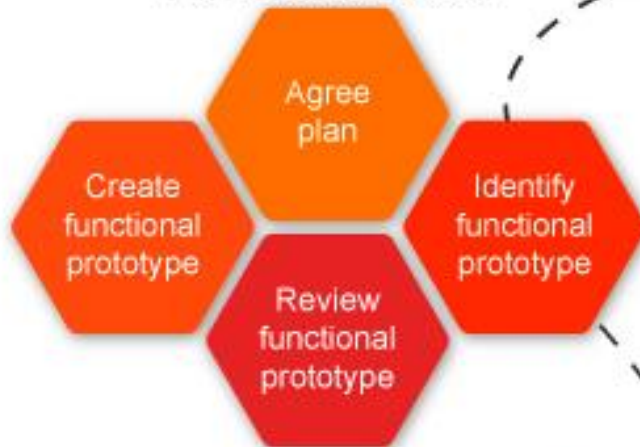 Agree
plan
Create
functional
prototype
Identify
functional
prototype
Review
functional
prototype